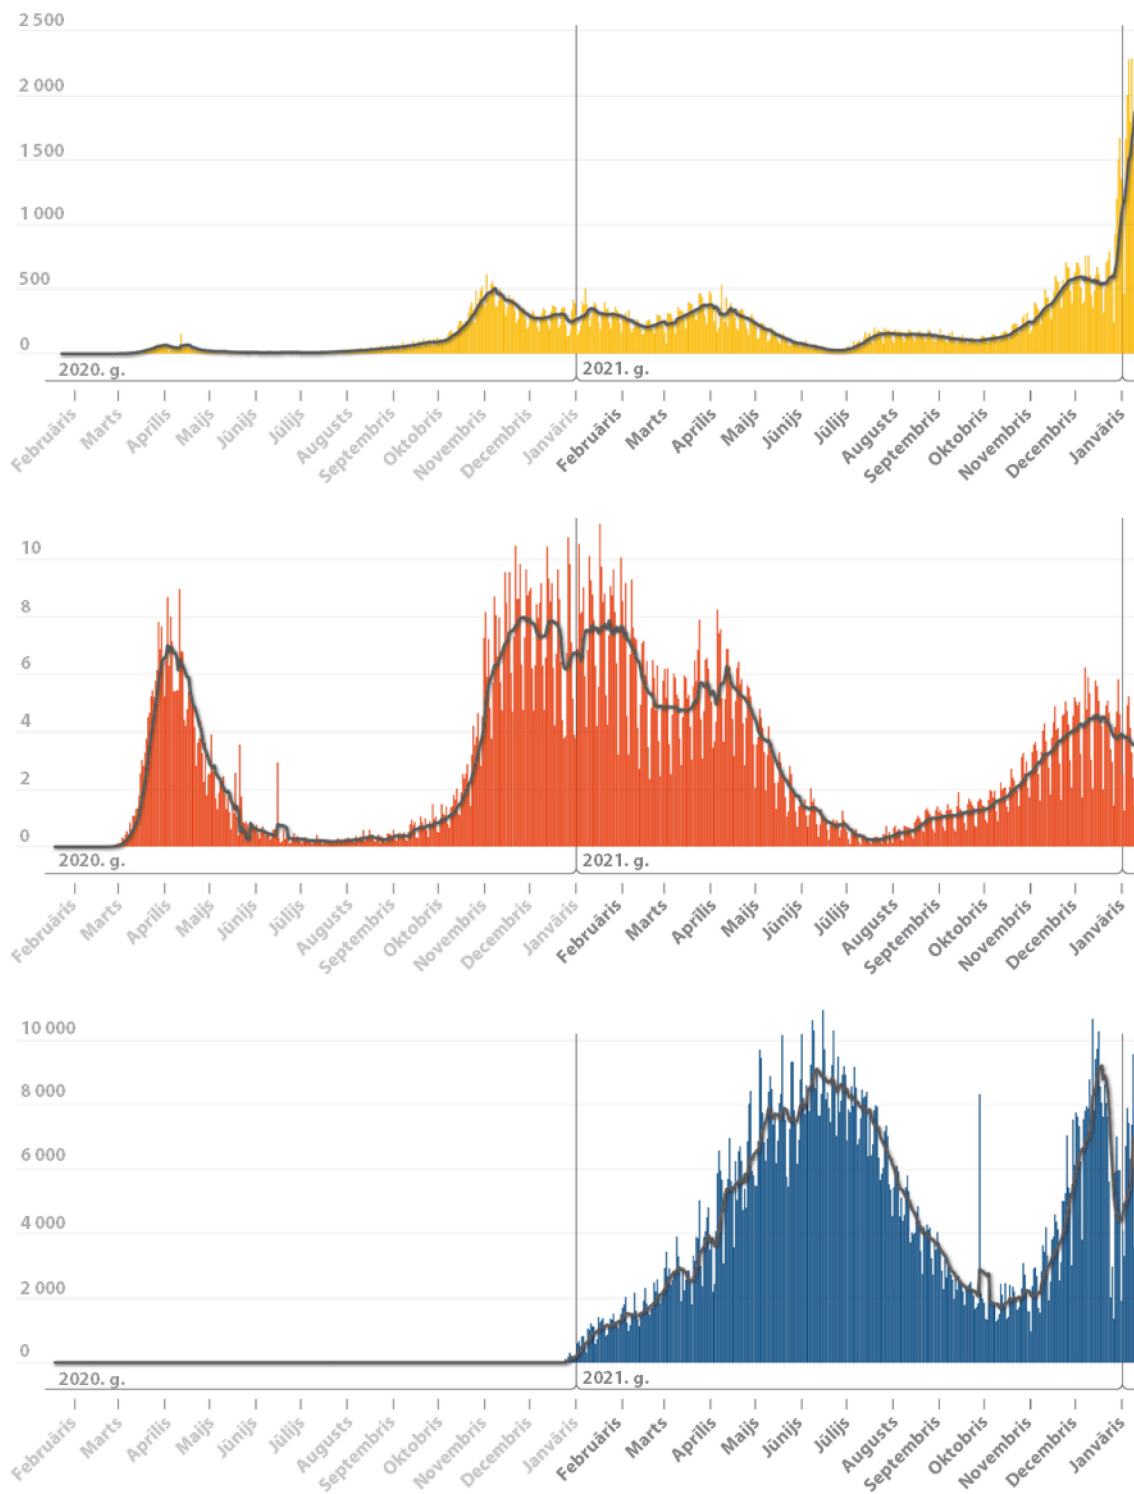 2 500
2 000
1 500
1 000
500
0
2020. g.
2021. g.
Februāris Marts Aprīlis Maijs Jūnijs Jūlijs Augusts Septembris Oktobris Novembris Decembris Janvāris Februāris Marts Aprīlis Maijs Jūnijs Jūlijs Augusts Septembris Oktobris Novembris Decembris Janvāris
10
8
6
4
2
0
2020. g.
2021. g.
Februāris Marts Aprīlis Maijs Jūnijs Jūlijs Augusts Septembris Oktobris Novembris Decembris Janvāris Februāris Marts Aprīlis Maijs Jūnijs Jūlijs Augusts Septembris Oktobris Novembris Decembris Janvāris
10 000
8 000
6 000
4 000
2 000
0
2020. g.
2021. g.
Februāris Marts Aprīlis Maijs Jūnijs Jūlijs Augusts Septembris Oktobris Novembris Decembris Janvāris Februāris Marts Aprīlis Maijs Jūnijs Jūlijs Augusts Septembris Oktobris Novembris Decembris Janvāris